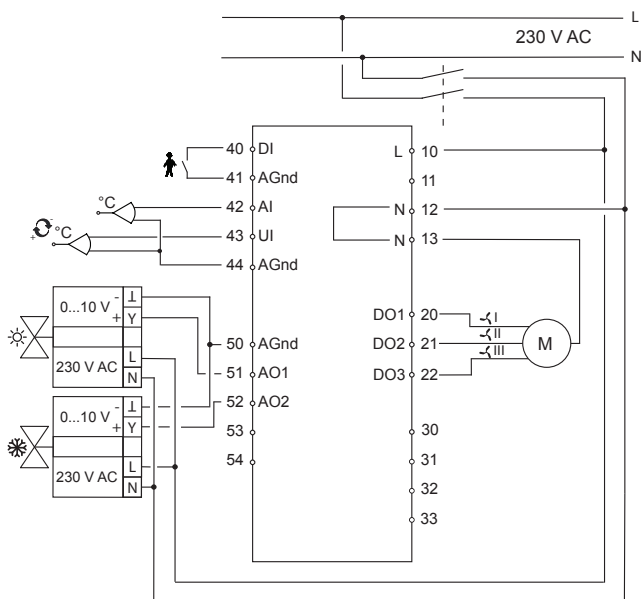 L
230 V AC
N
40 DI
L 10
41 AGnd
11
°C
42 AI
N 12
- + °C
43 UI
N 13
44 AGnd
0...10 V - ⊥
+ Y
DO1 20 I
50 AGnd
DO2 21 II M
L
230 V AC
51 AO1
DO3 22 III
N
52 AO2
0...10 V - ⊥
+ Y
53
30
54
31
L
230 V AC
N
32
33